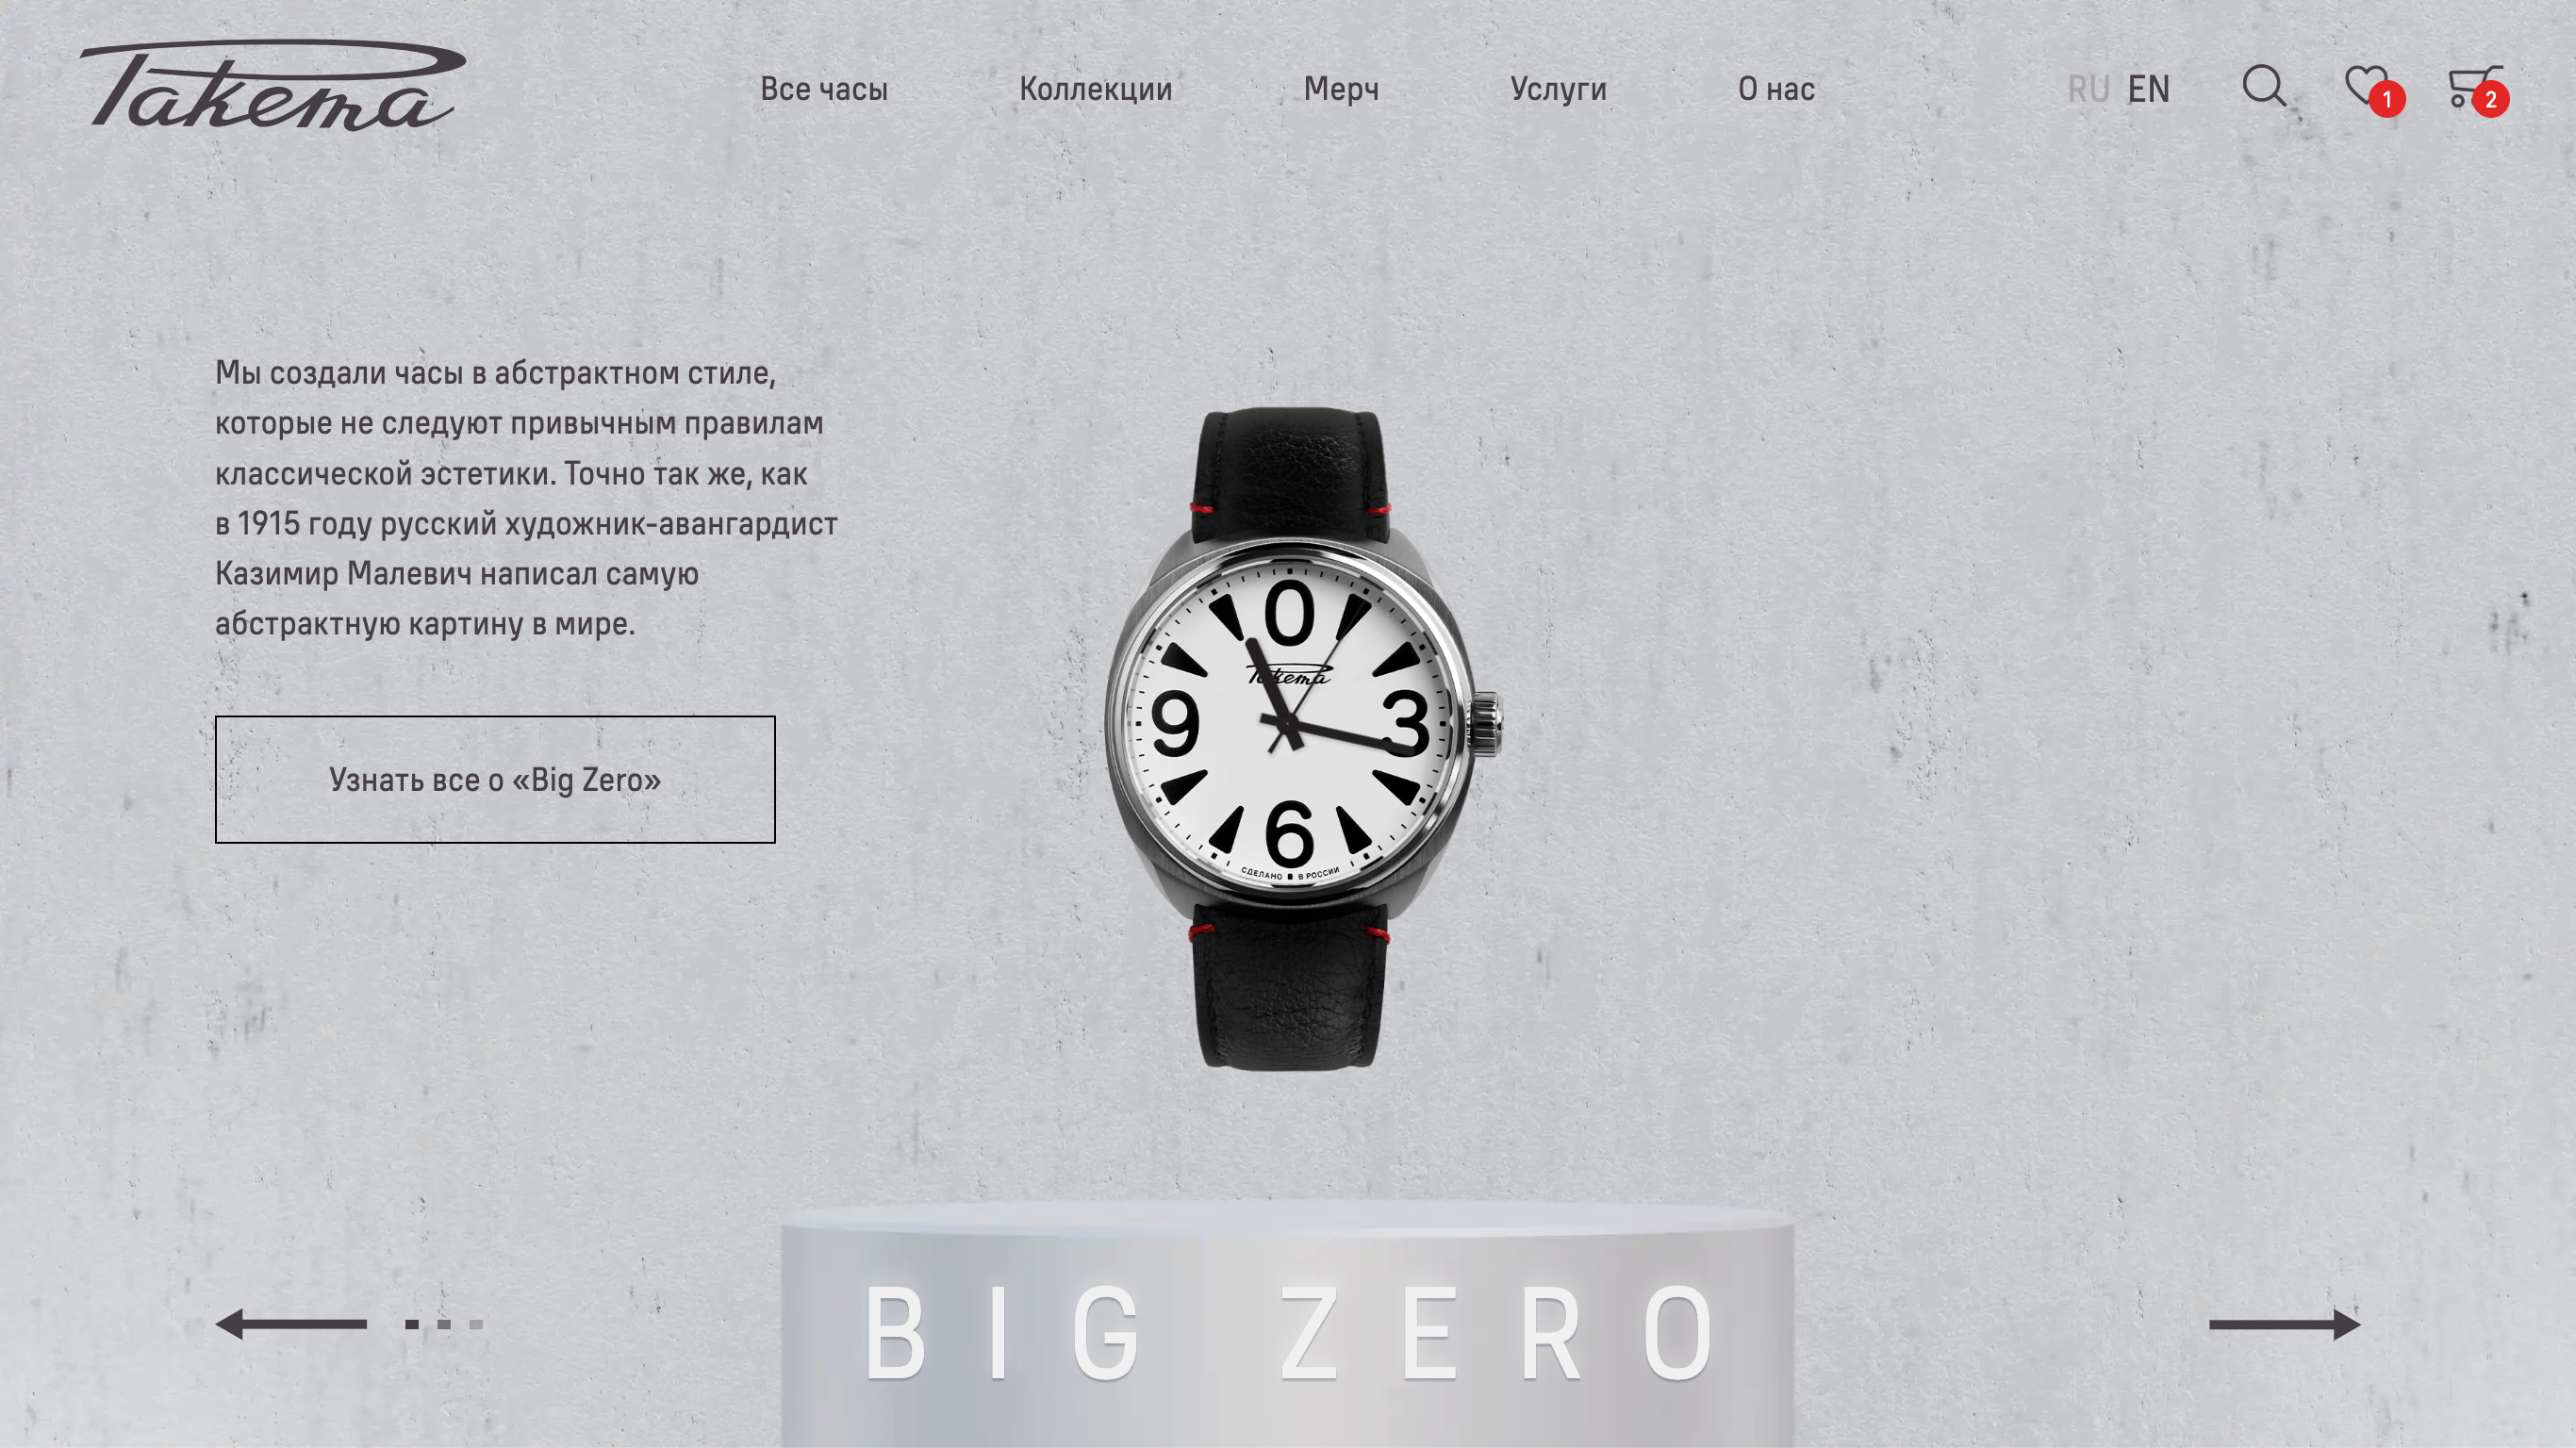 Ракета
Все часы
Коллекции
Мерч
Услуги
О нас
RU EN
1
2
Мы создали часы в абстрактном стиле,
которые не следуют привычным правилам
классической эстетики. Точно так же, как
в 1915 году русский художник-авангардист
Казимир Малевич написал самую
абстрактную картину в мире.
Узнать все о «Big Zero»
0
Ракета
9
3
6
СДЕЛАНО В РОССИИ
BIG ZERO